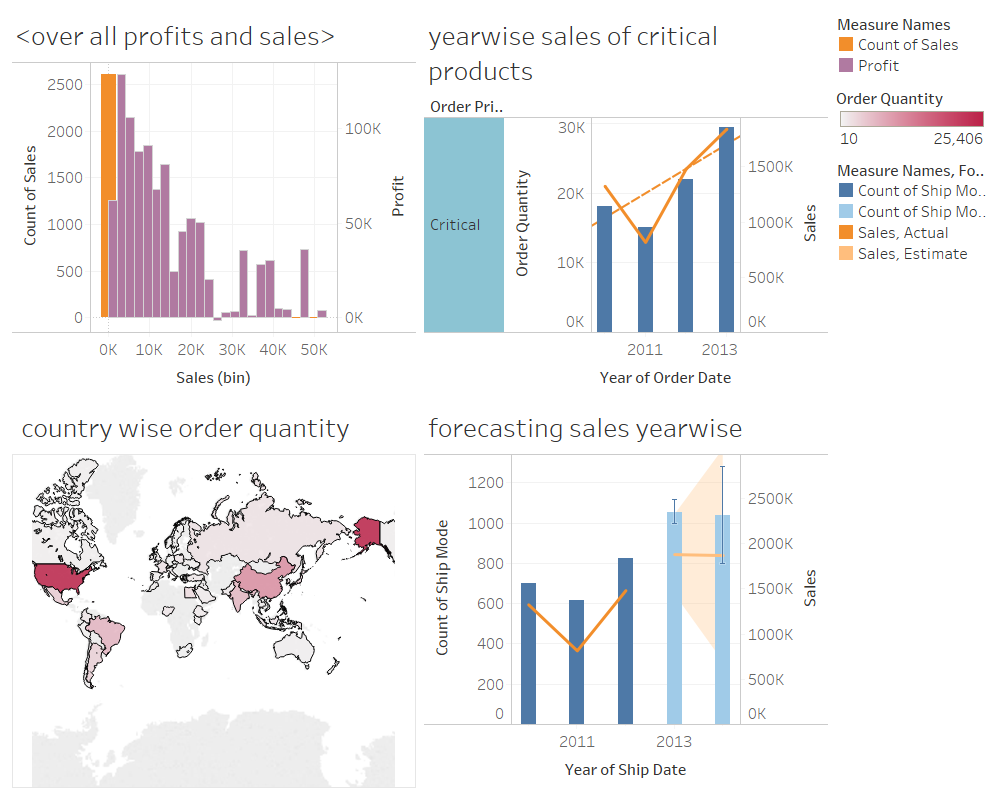 <over all profits and sales>
2500
2000
1500
1000
500
0
Count of Sales
100K
50K
0K
Profit
0K 10K 20K 30K 40K 50K
Sales (bin)
yearwise sales of critical
products
Order Pri..
Critical
30K
20K
10K
0K
Order Quantity
1500K
1000K
500K
0K
Sales
2011 2013
Year of Order Date
Measure Names
Count of Sales
Profit
Order Quantity
10 25,406
Measure Names, Fo..
Count of Ship Mo..
Count of Ship Mo..
Sales, Actual
Sales, Estimate
country wise order quantity
forecasting sales yearwise
1200
1000
800
600
400
200
0
Count of Ship Mode
2500K
2000K
1500K
1000K
500K
0K
Sales
2011 2013
Year of Ship Date